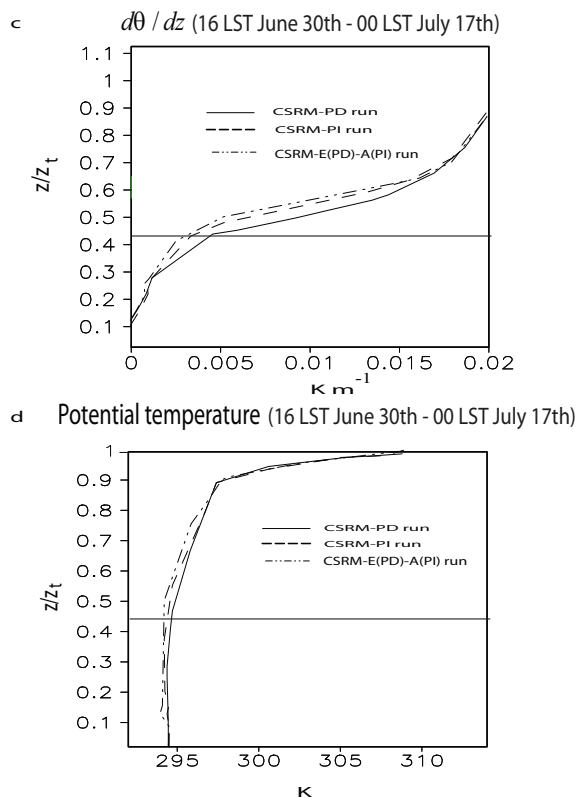 c dθ / dz (16 LST June 30th - 00 LST July 17th)
1.1
1
0.9
0.8
0.7
0.6
0.5
0.4
0.3
0.2
0.1
z/zt
CSRM-PD run
CSRM-PI run
CSRM-E(PD)-A(PI) run
0 0.005 0.01 0.015 0.02
K m-1
d Potential temperature (16 LST June 30th - 00 LST July 17th)
1
0.9
0.8
0.7
0.6
0.5
0.4
0.3
0.2
0.1
z/zt
CSRM-PD run
CSRM-PI run
CSRM-E(PD)-A(PI) run
295 300 305 310
K